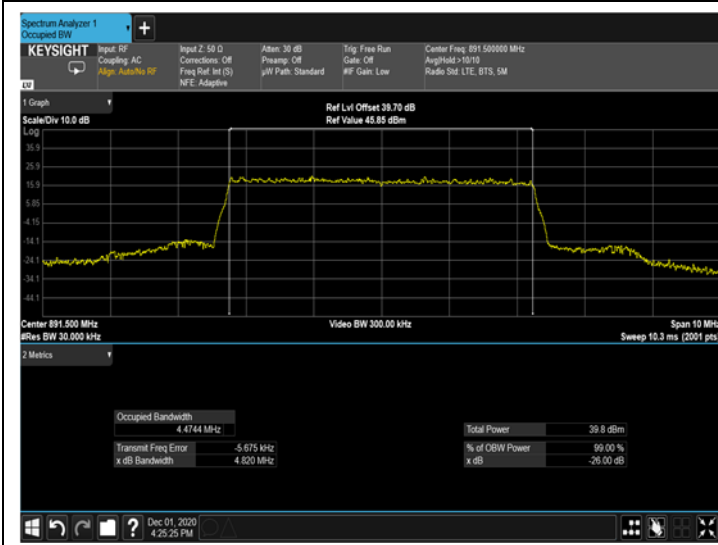 Spectrum Analyzer 1
Occupied BW
+
KEYSIGHT
LXI
Input: RF
Coupling: AC
Align: Auto/No RF
Input Z: 50 Ω
Corrections: Off
Freq Ref: Int (S)
NFE: Adaptive
Atten: 30 dB
Preamp: Off
µW Path: Standard
Trig: Free Run
Gate: Off
#IF Gain: Low
Center Freq: 891.500000 MHz
Avg|Hold:>10/10
Radio Std: LTE, BTS, 5M
1 Graph
Scale/Div 10.0 dB
Ref Lvl Offset 39.70 dB
Ref Value 45.85 dBm
Log
35.9
25.9
15.9
5.85
-4.15
-14.1
-24.1
-34.1
-44.1
Center 891.500 MHz
#Res BW 30.000 kHz
Video BW 300.00 kHz
Span 10 MHz
Sweep 10.3 ms (2001 pts)
2 Metrics
Occupied Bandwidth
4.4744 MHz
Transmit Freq Error -5.675 kHz
x dB Bandwidth 4.820 MHz
Total Power 39.8 dBm
% of OBW Power 99.00 %
x dB -26.00 dB
?
Dec 01, 2020
4:25:25 PM